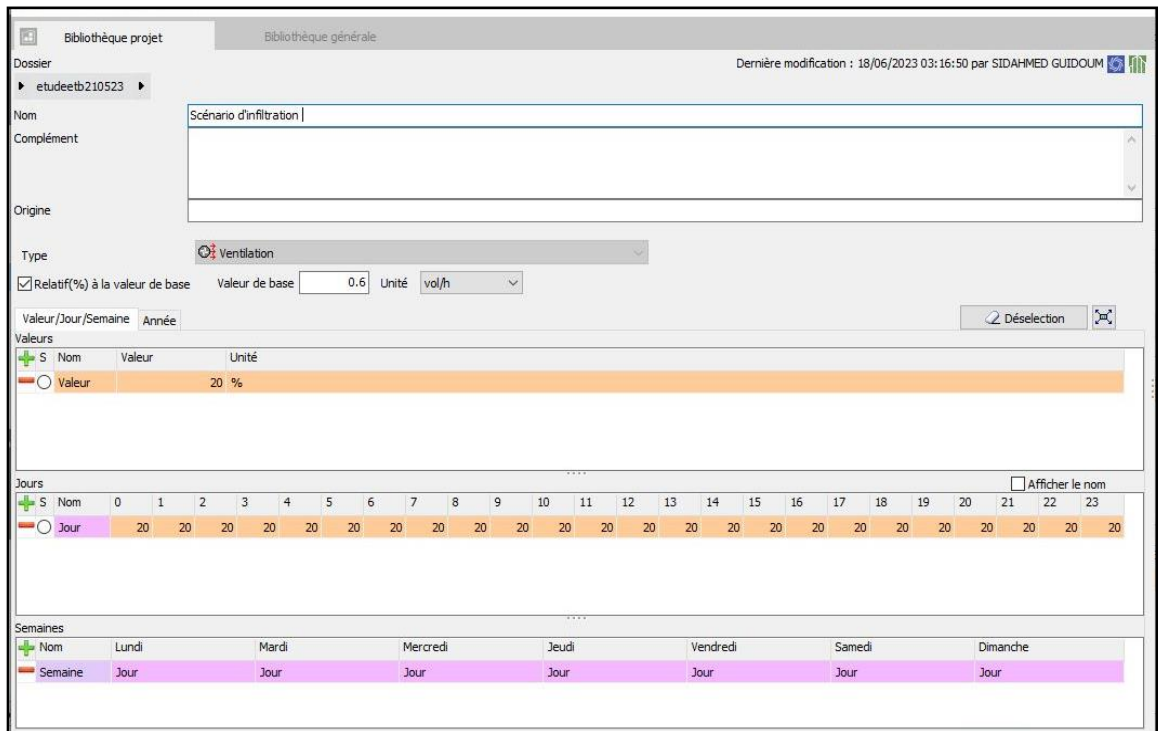 Bibliothèque projet Bibliothèque générale
Dossier Dernière modification : 18/06/2023 03:16:50 par SIDAHMED GUIDOUM
etudeetb210523
Nom Scénario d'infiltration
Complément
Origine
Type Ventilation
Relatif(%) à la valeur de base Valeur de base 0.6 Unité vol/h
Valeur/Jour/Semaine Année Déselection
Valeurs
S Nom Valeur Unité
Valeur 20 %
Jours Afficher le nom
S Nom 0 1 2 3 4 5 6 7 8 9 10 11 12 13 14 15 16 17 18 19 20 21 22 23
Jour 20 20 20 20 20 20 20 20 20 20 20 20 20 20 20 20 20 20 20 20 20 20 20 20
Semaines
Nom Lundi Mardi Mercredi Jeudi Vendredi Samedi Dimanche
Semaine Jour Jour Jour Jour Jour Jour Jour